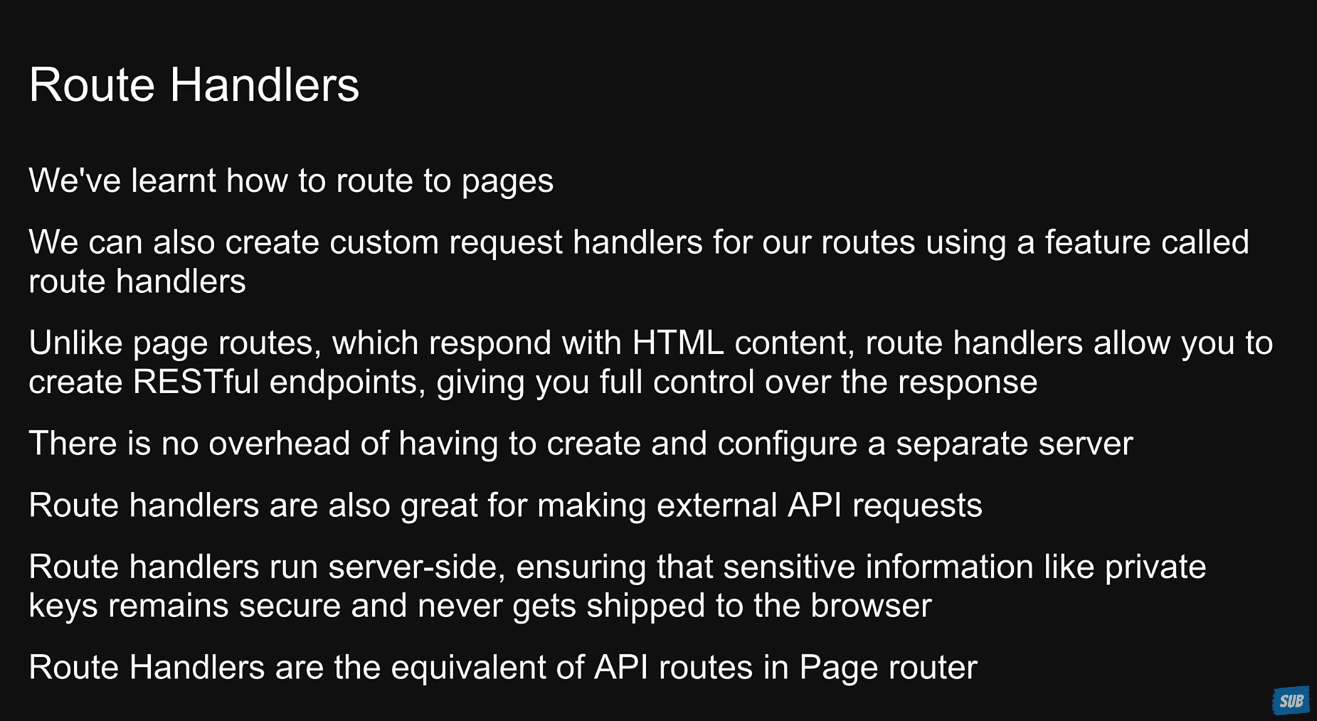 Route Handlers
We've learnt how to route to pages
We can also create custom request handlers for our routes using a feature called
route handlers
Unlike page routes, which respond with HTML content, route handlers allow you to
create RESTful endpoints, giving you full control over the response
There is no overhead of having to create and configure a separate server
Route handlers are also great for making external API requests
Route handlers run server-side, ensuring that sensitive information like private
keys remains secure and never gets shipped to the browser
Route Handlers are the equivalent of API routes in Page router
SUB